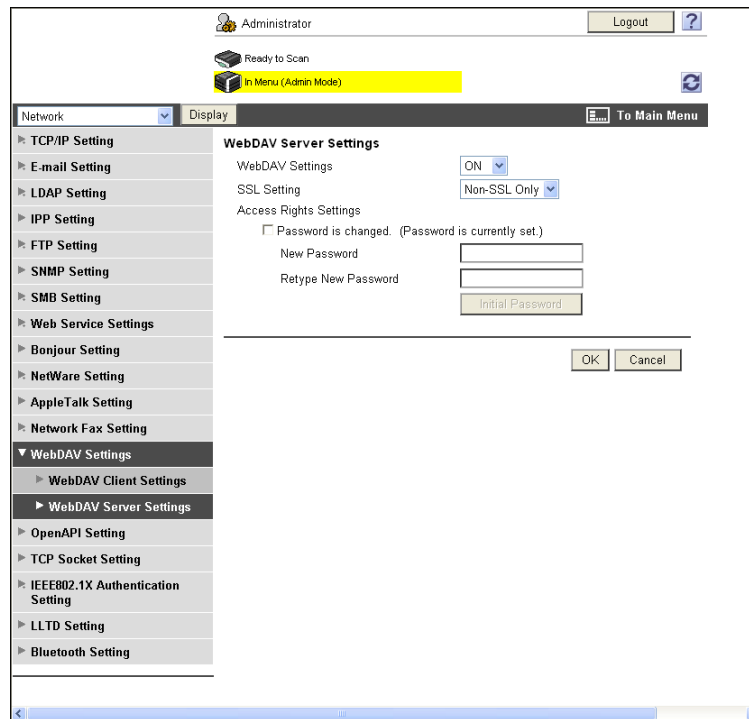 Administrator
Logout
?
Ready to Scan
In Menu (Admin Mode)
Network
Display
To Main Menu
TCP/IP Setting
E-mail Setting
LDAP Setting
IPP Setting
FTP Setting
SNMP Setting
SMB Setting
Web Service Settings
Bonjour Setting
NetWare Setting
AppleTalk Setting
Network Fax Setting
WebDAV Settings
WebDAV Client Settings
WebDAV Server Settings
OpenAPI Setting
TCP Socket Setting
IEEE802.1X Authentication
Setting
LLTD Setting
Bluetooth Setting
WebDAV Server Settings
WebDAV Settings ON
SSL Setting Non-SSL Only
Access Rights Settings
Password is changed. (Password is currently set.)
New Password
Retype New Password
Initial Password
OK Cancel